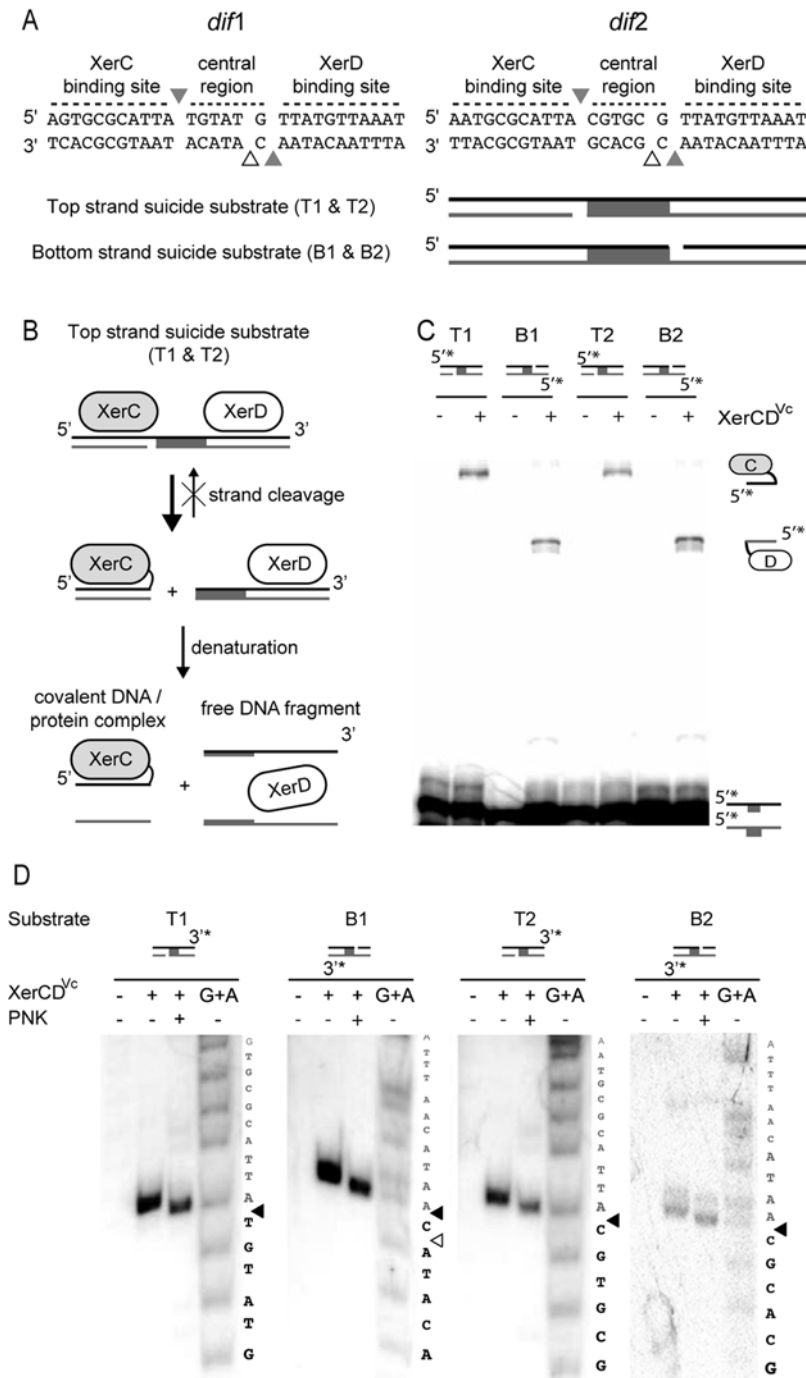 A
dif1
dif2
XerC binding site
central region
XerD binding site
XerC binding site
central region
XerD binding site
5' AGTGCGCATTA TGTAT G TTATGTTAAAT
3' TCACGCGTAAT ACATA C AATACAATTTA
5' AATGCGCATTA CGTGC G TTATGTTAAAT
3' TTACGCGTAAT GCACG C AATACAATTTA
Top strand suicide substrate (T1 & T2)
5'
Bottom strand suicide substrate (B1 & B2)
5'
B
Top strand suicide substrate
(T1 & T2)
XerC
XerD
5'
3'
strand cleavage
XerC
XerD
5'
+
3'
denaturation
covalent DNA /
protein complex
free DNA fragment
3'
XerC
5'
+
XerD
C
T1 B1 T2 B2
5'* 5'* 5'* 5'*
- + - + - + - + XerCD^Vc
C
5'*
5'*
D
5'*
5'*
D
Substrate T1 B1 T2 B2
3'* 3'* 3'* 3'*
XerCD^Vc - + + G+A - + + G+A - + + G+A - + + G+A
PNK - - + - - - + - - - + - - - + -
G T G C G C A T T A T G T A T G
A T T T A A C A T A A C A T A C A
A A T G C G C A T T A C G T G C G
A T T T A A C A T A A C G C A C G